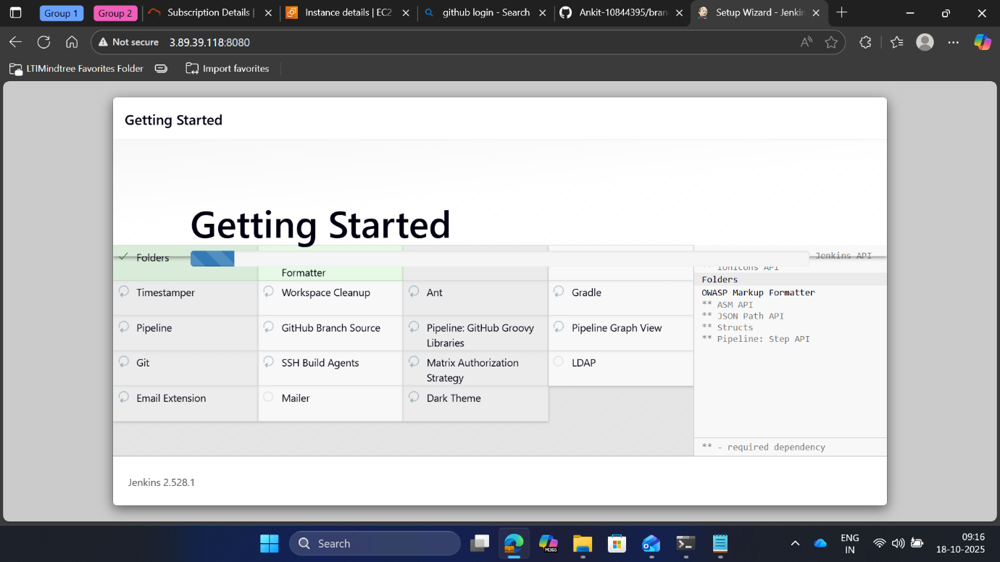 Group 1
Group 2
Subscription Details |
Instance details | EC2
github login - Search
Ankit-10844395/bran
Setup Wizard - Jenkin
Not secure
3.89.39.118:8080
LTIMindtree Favorites Folder
Import favorites
Getting Started
Getting Started
Folders
Formatter
Timestamper
Workspace Cleanup
Ant
Gradle
Pipeline
GitHub Branch Source
Pipeline: GitHub Groovy
Libraries
Pipeline Graph View
Git
SSH Build Agents
Matrix Authorization
Strategy
LDAP
Email Extension
Mailer
Dark Theme
Jenkins API
** Ionicons API
Folders
OWASP Markup Formatter
** ASM API
** JSON Path API
** Structs
** Pipeline: Step API
** - required dependency
Jenkins 2.528.1
Search
M365
ENG
IN
09:16
18-10-2025